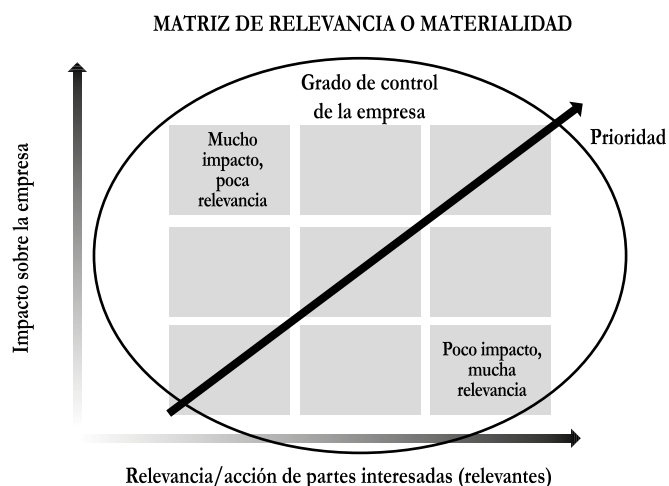 MATRIZ DE RELEVANCIA O MATERIALIDAD
Grado de control
de la empresa
Prioridad
Mucho
impacto,
poca
relevancia
Impacto sobre la empresa
Poco impacto,
mucha
relevancia
Relevancia/acción de partes interesadas (relevantes)